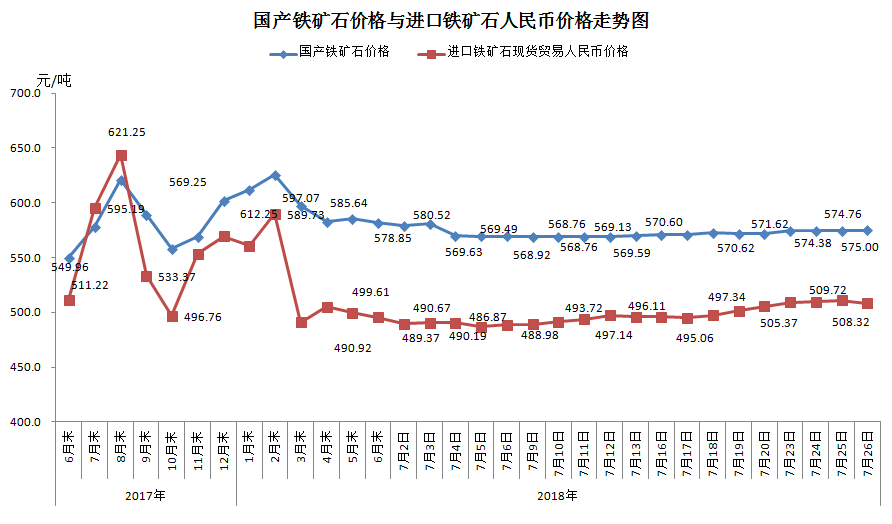 国产铁矿石价格与进口铁矿石人民币价格走势图
国产铁矿石价格 进口铁矿石现货贸易人民币价格
元/吨
700.0
650.0
600.0
550.0
500.0
450.0
400.0
621.25
569.25
595.19
549.96
511.22
533.37
496.76
612.25
597.07
589.73
585.64
578.85
580.52
569.63
569.49
568.92
568.76
568.76
569.13
569.59
570.60
570.62
571.62
574.38
574.76
575.00
499.61
490.92
489.37
490.67
490.19
486.87
488.98
493.72
497.14
496.11
495.06
497.34
505.37
509.72
508.32
6月末
7月末
8月末
9月末
10月末
11月末
12月末
1月末
2月末
3月末
4月末
5月末
6月末
7月2日
7月3日
7月4日
7月5日
7月6日
7月9日
7月10日
7月11日
7月12日
7月13日
7月16日
7月17日
7月18日
7月19日
7月20日
7月23日
7月24日
7月25日
7月26日
2017年 2018年